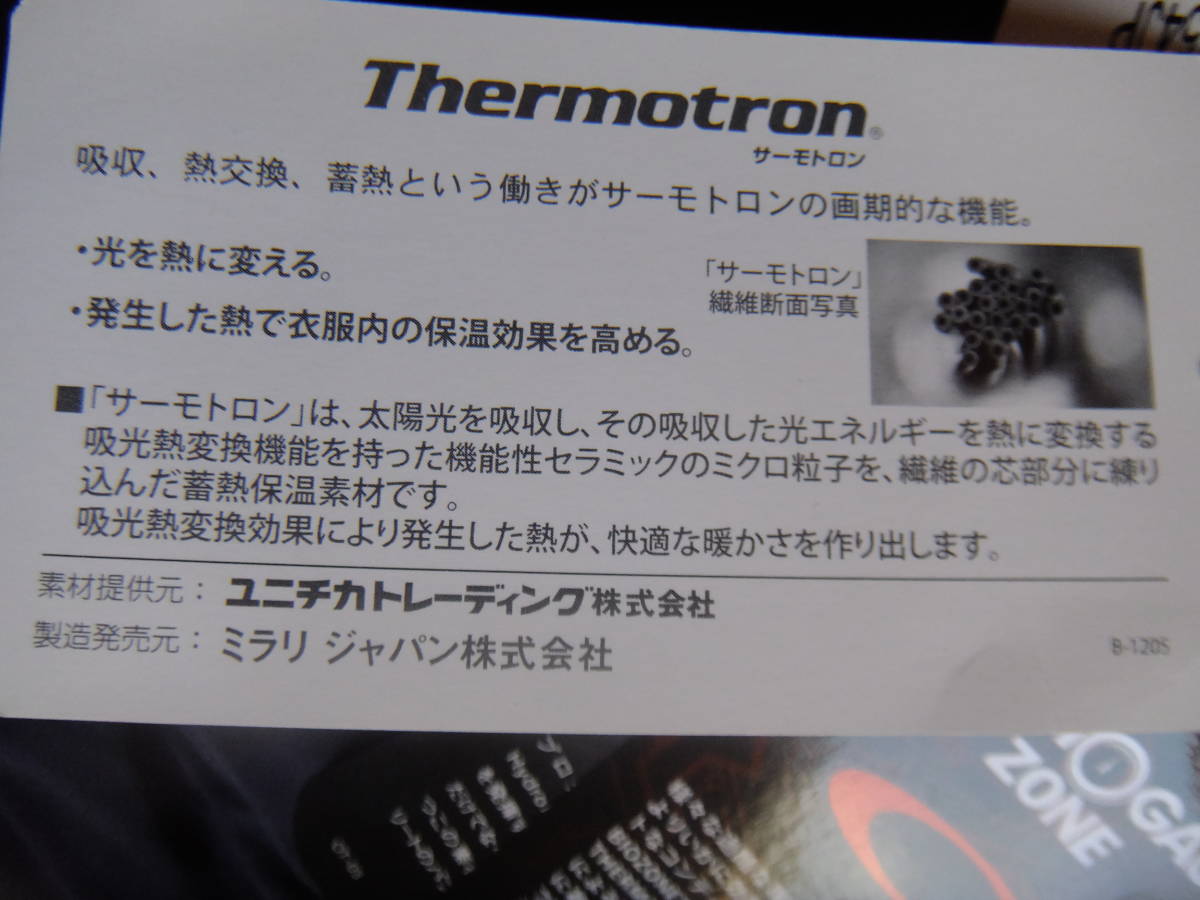 Thermotron®
サーモトロン
吸収、熱交換、蓄熱という働きがサーモトロンの画期的な機能。
・光を熱に変える。
・発生した熱で衣服内の保温効果を高める。
「サーモトロン」
繊維断面写真
■「サーモトロン」は、太陽光を吸収し、その吸収した光エネルギーを熱に変換する
吸光熱変換機能を持った機能性セラミックのミクロ粒子を、繊維の芯部分に練り
込んだ蓄熱保温素材です。
吸光熱変換効果により発生した熱が、快適な暖かさを作り出します。
素材提供元： ユニチカトレーディング株式会社
製造発売元： ミラリ ジャパン株式会社
B-1205
ZONE